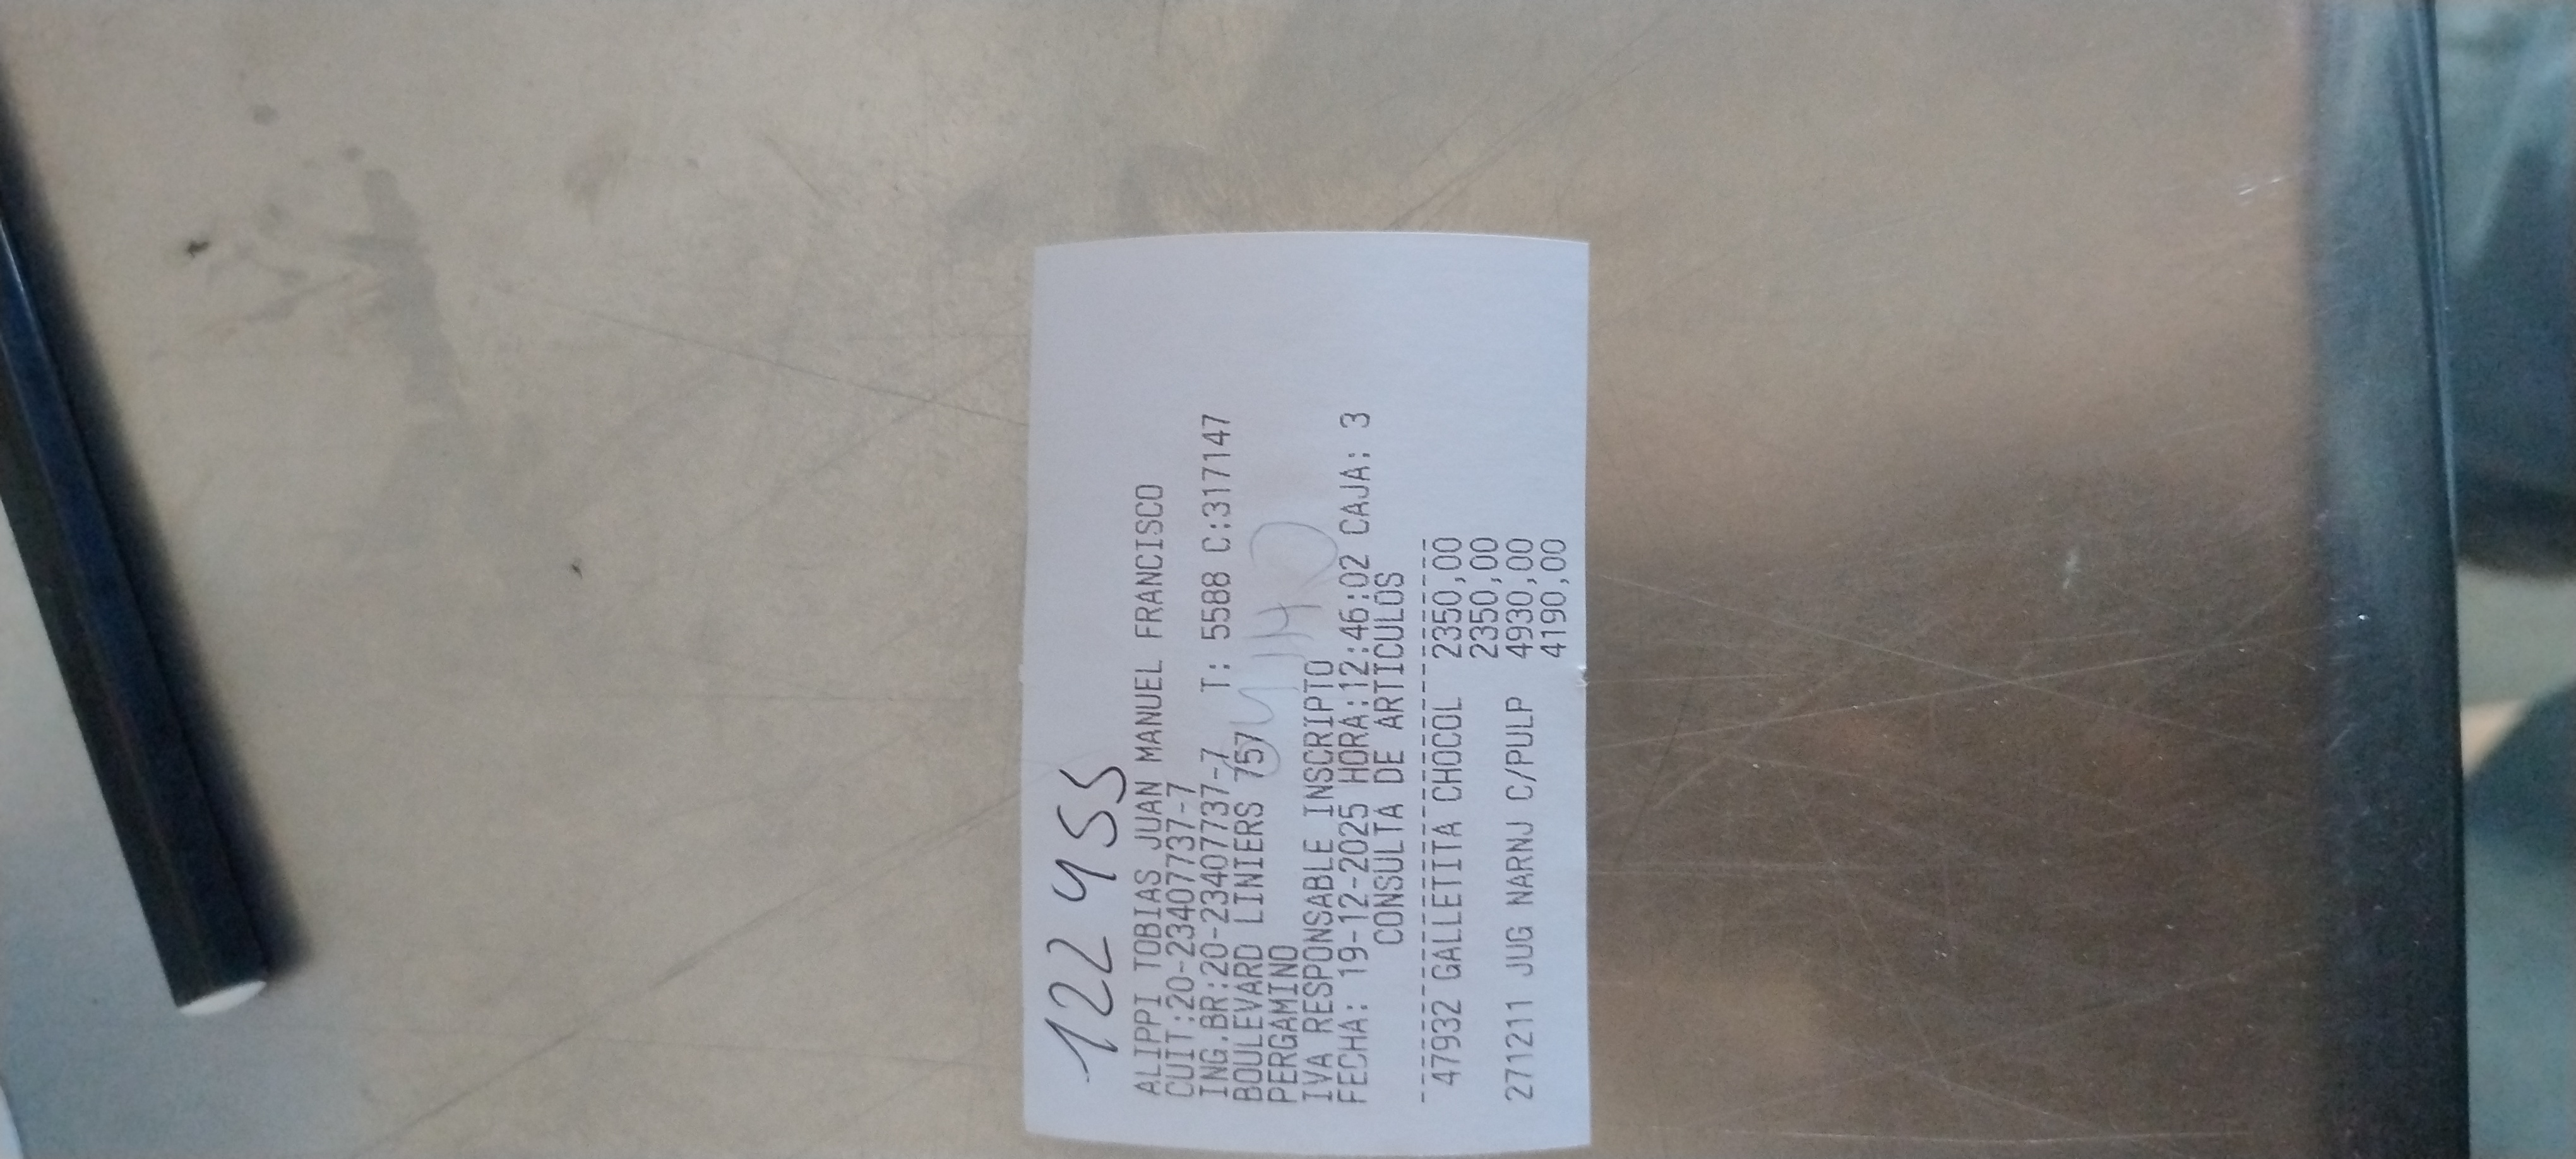 122455
ALIPPI TOBIAS JUAN MANUEL FRANCISCO
CUIT:20-23407737-7
ING.BR:20-23407737-7 T: 5588 C:317147
BOULEVARD LINIERS 757
PERGAMINO
IVA RESPONSABLE INSCRIPTO
FECHA: 19-12-2025 HORA:12:46:02 CAJA: 3
CONSULTA DE ARTICULOS
47932 GALLETITA CHOCOL 2350,00
2350,00
271211 JUG NARNJ C/PULP 4930,00
4190,00